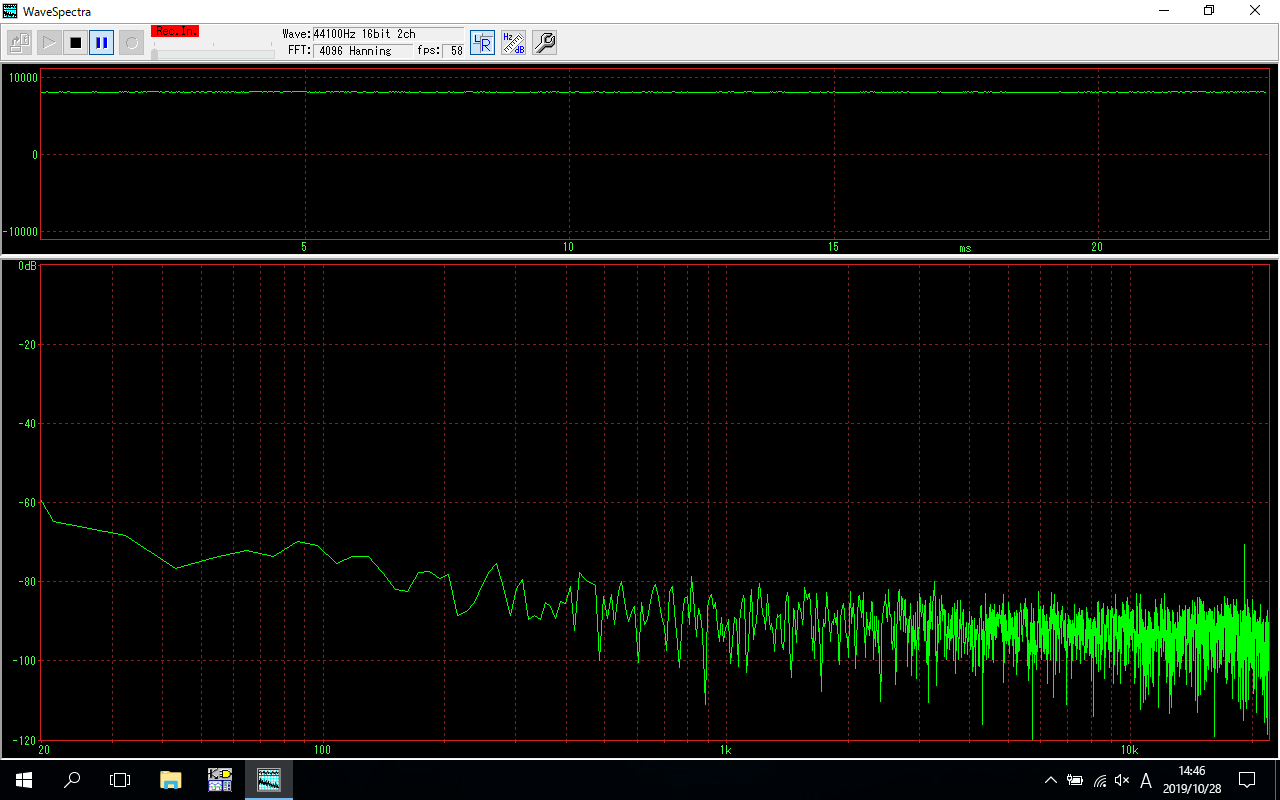 WaveSpectra
Rec.In.
Wave:44100Hz 16bit 2ch
FFT: 4096 Hanning fps: 58
L R
Hz dB
10000
0
-10000
5 10 15 ms 20
0dB
-20
-40
-60
-80
-100
-120
20 100 1k 10k
A
14:46
2019/10/28